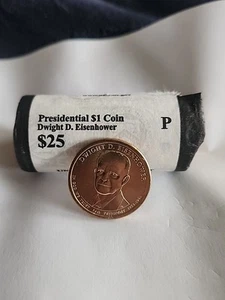 Presidential $1 Coin
Dwight D. Eisenhower
P
$25
DWIGHT D. EISENHOWER